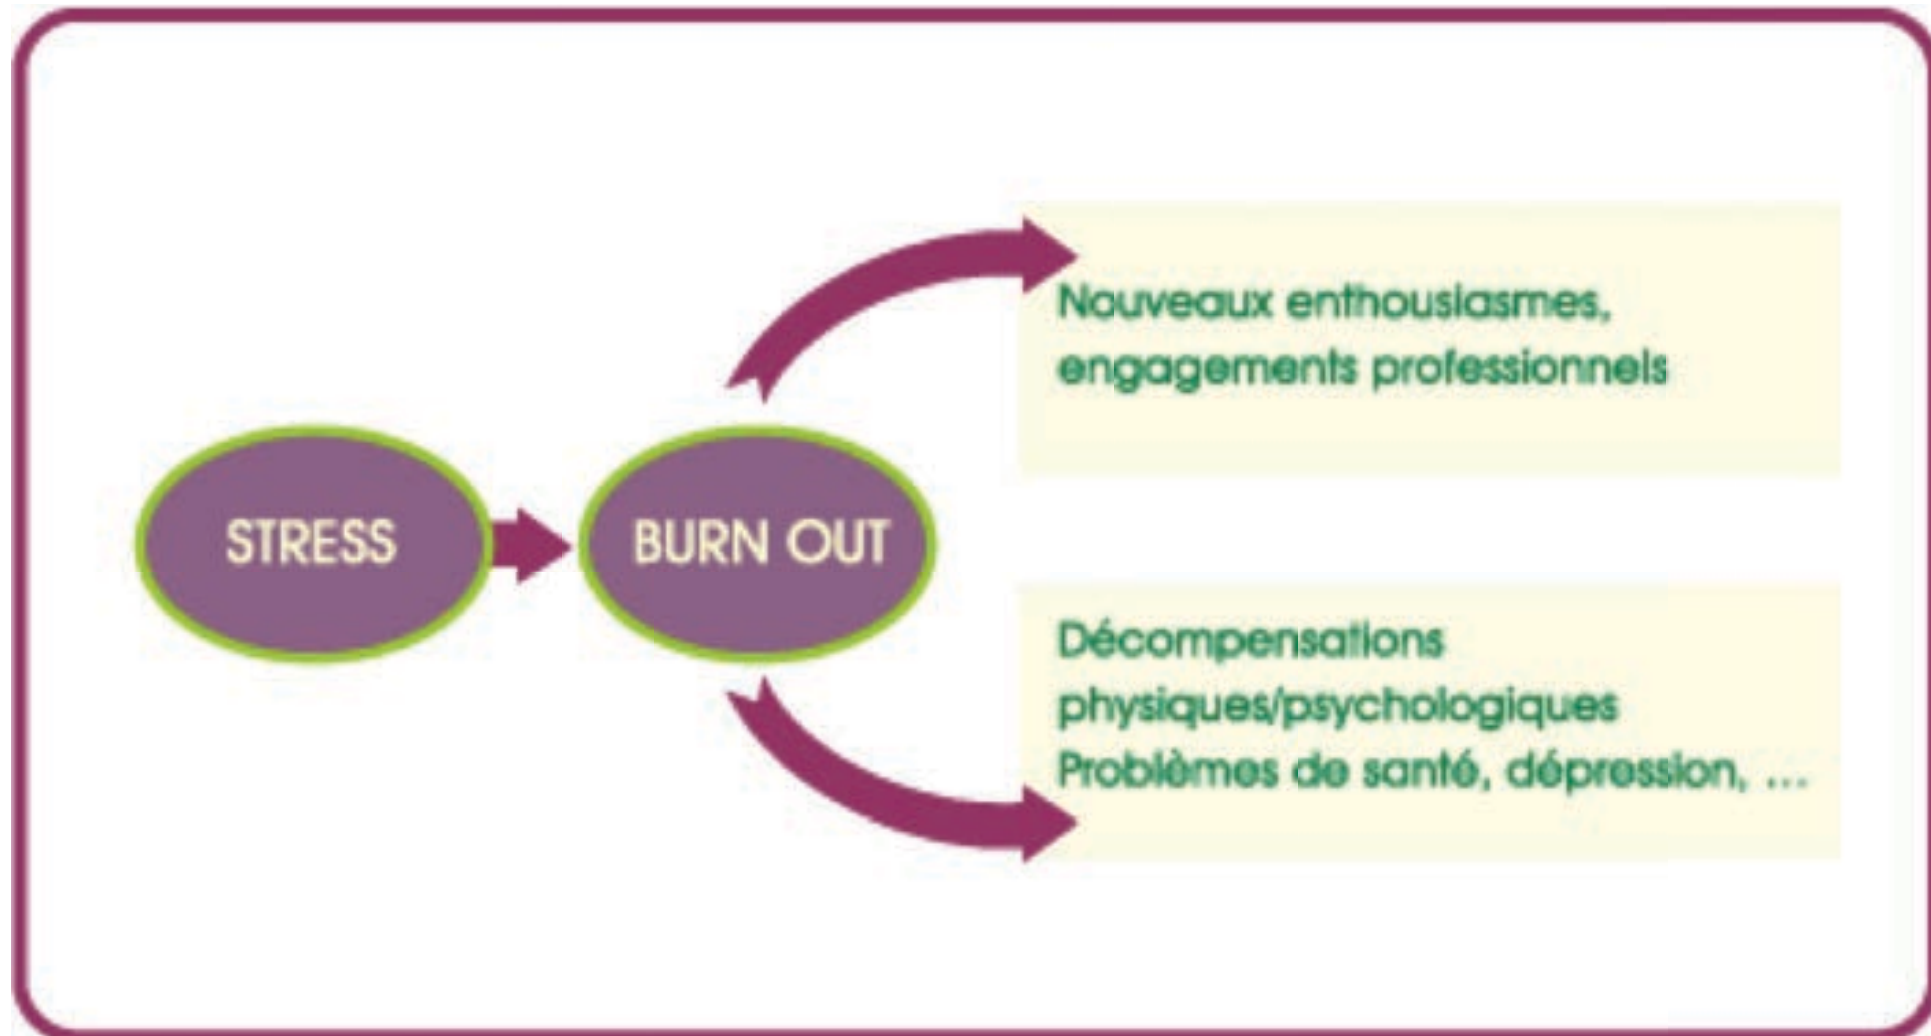 STRESS
BURN OUT
Nouveaux enthousiasmes,
engagements professionnels
Décompensations
physiques/psychologiques
Problèmes de santé, dépression, ...